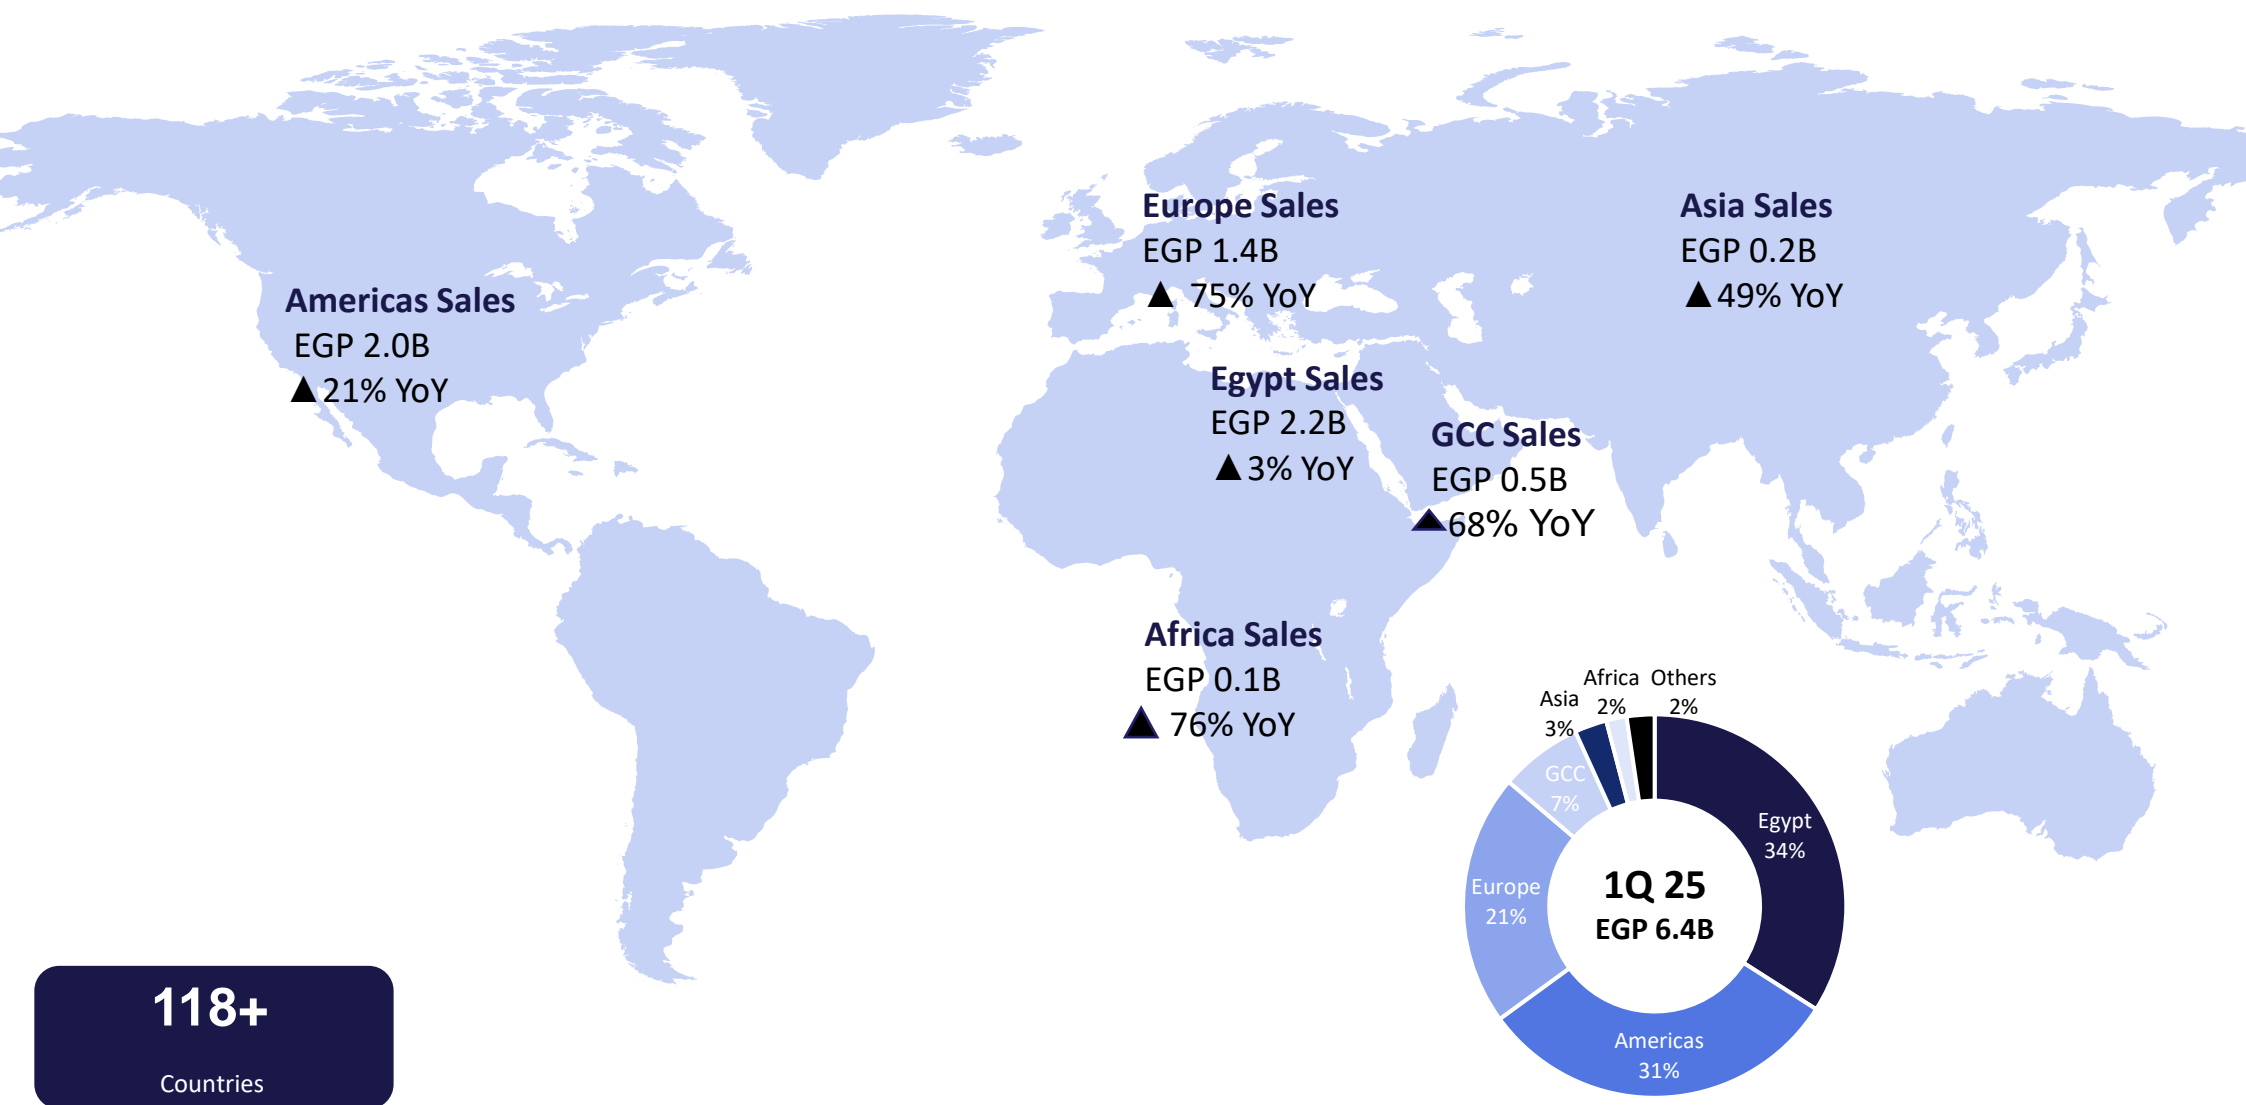 Europe Sales
EGP 1.4B
▲ 75% YoY
Asia Sales
EGP 0.2B
▲49% YoY
Americas Sales
EGP 2.0B
▲21% YoY
Egypt Sales
EGP 2.2B
▲3% YoY
GCC Sales
EGP 0.5B
▲68% YoY
Africa Sales
EGP 0.1B
▲ 76% YoY
Africa
2%
Others
2%
Asia
3%
GCC
7%
Egypt
34%
Europe
21%
1Q 25
EGP 6.4B
Americas
31%
118+
Countries